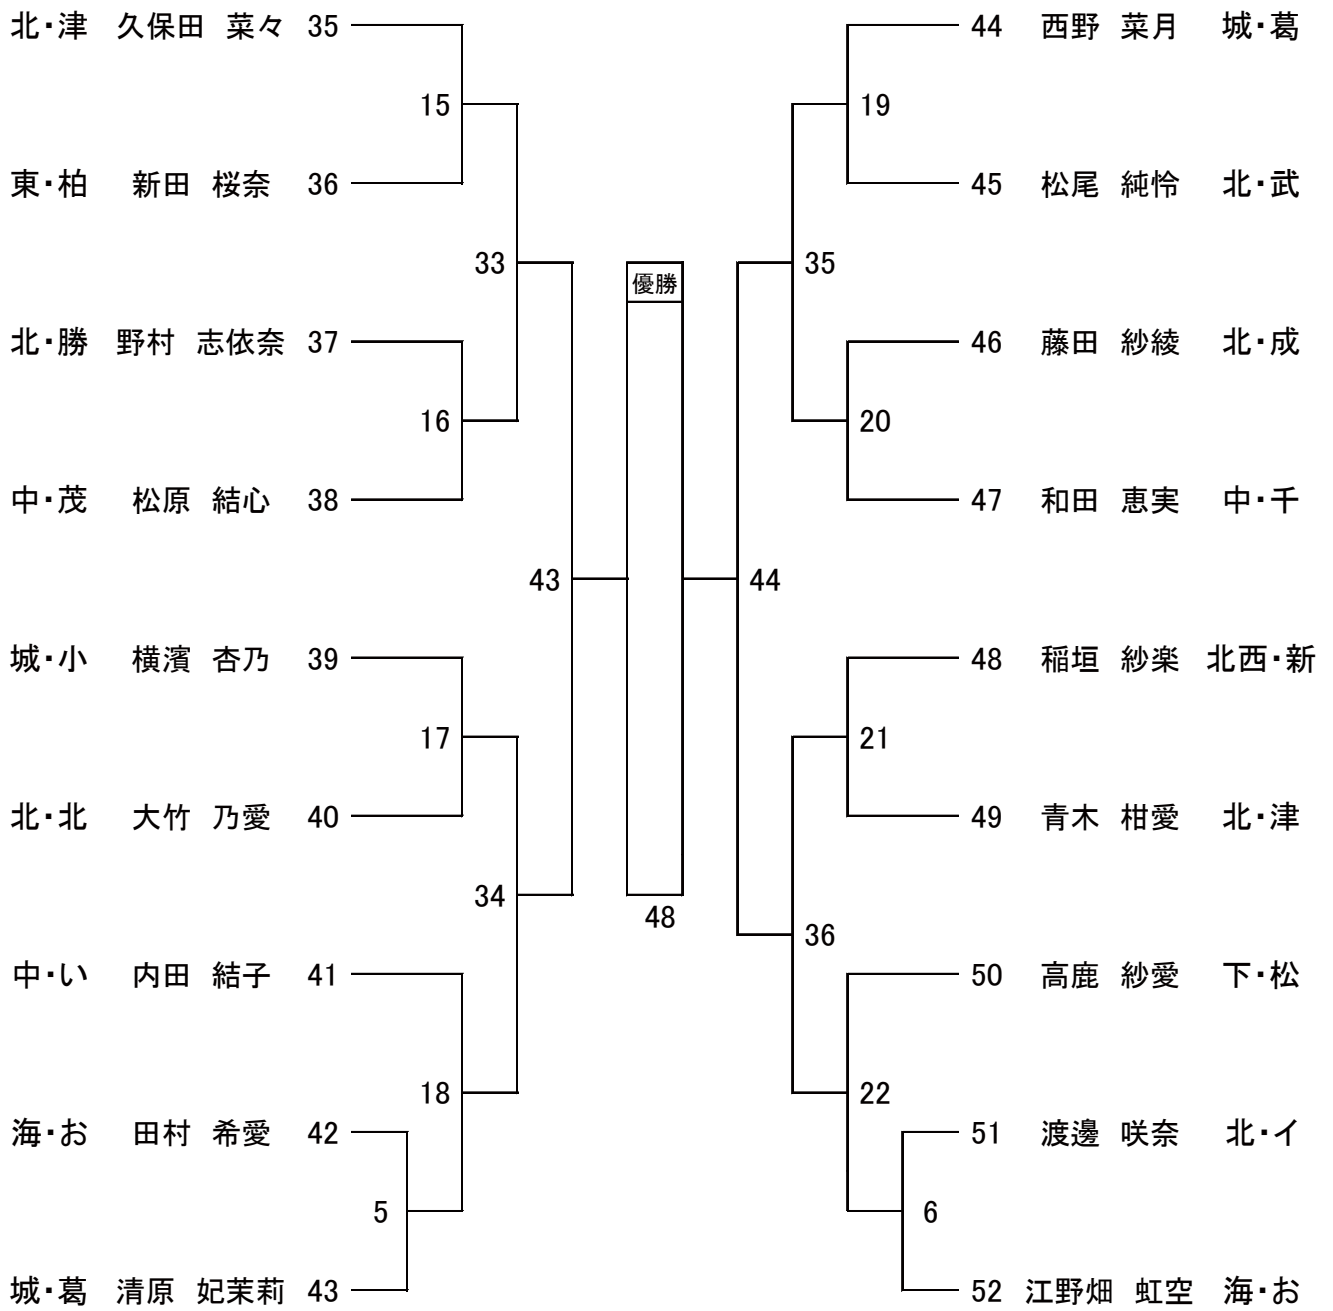 北・津 久保田 菜々 35
44 西野 菜月 城・葛
15
19
東・柏 新田 桜奈 36
45 松尾 純怜 北・武
33
優勝
35
北・勝 野村 志依奈 37
46 藤田 紗綾 北・成
16
20
中・茂 松原 結心 38
47 和田 恵実 中・千
43
44
城・小 横濱 杏乃 39
48 稲垣 紗楽 北西・新
17
21
北・北 大竹 乃愛 40
49 青木 柑愛 北・津
34
48
36
中・い 内田 結子 41
50 高鹿 紗愛 下・松
18
22
海・お 田村 希愛 42
51 渡邊 咲奈 北・イ
5
6
城・葛 清原 妃茉莉 43
52 江野畑 虹空 海・お